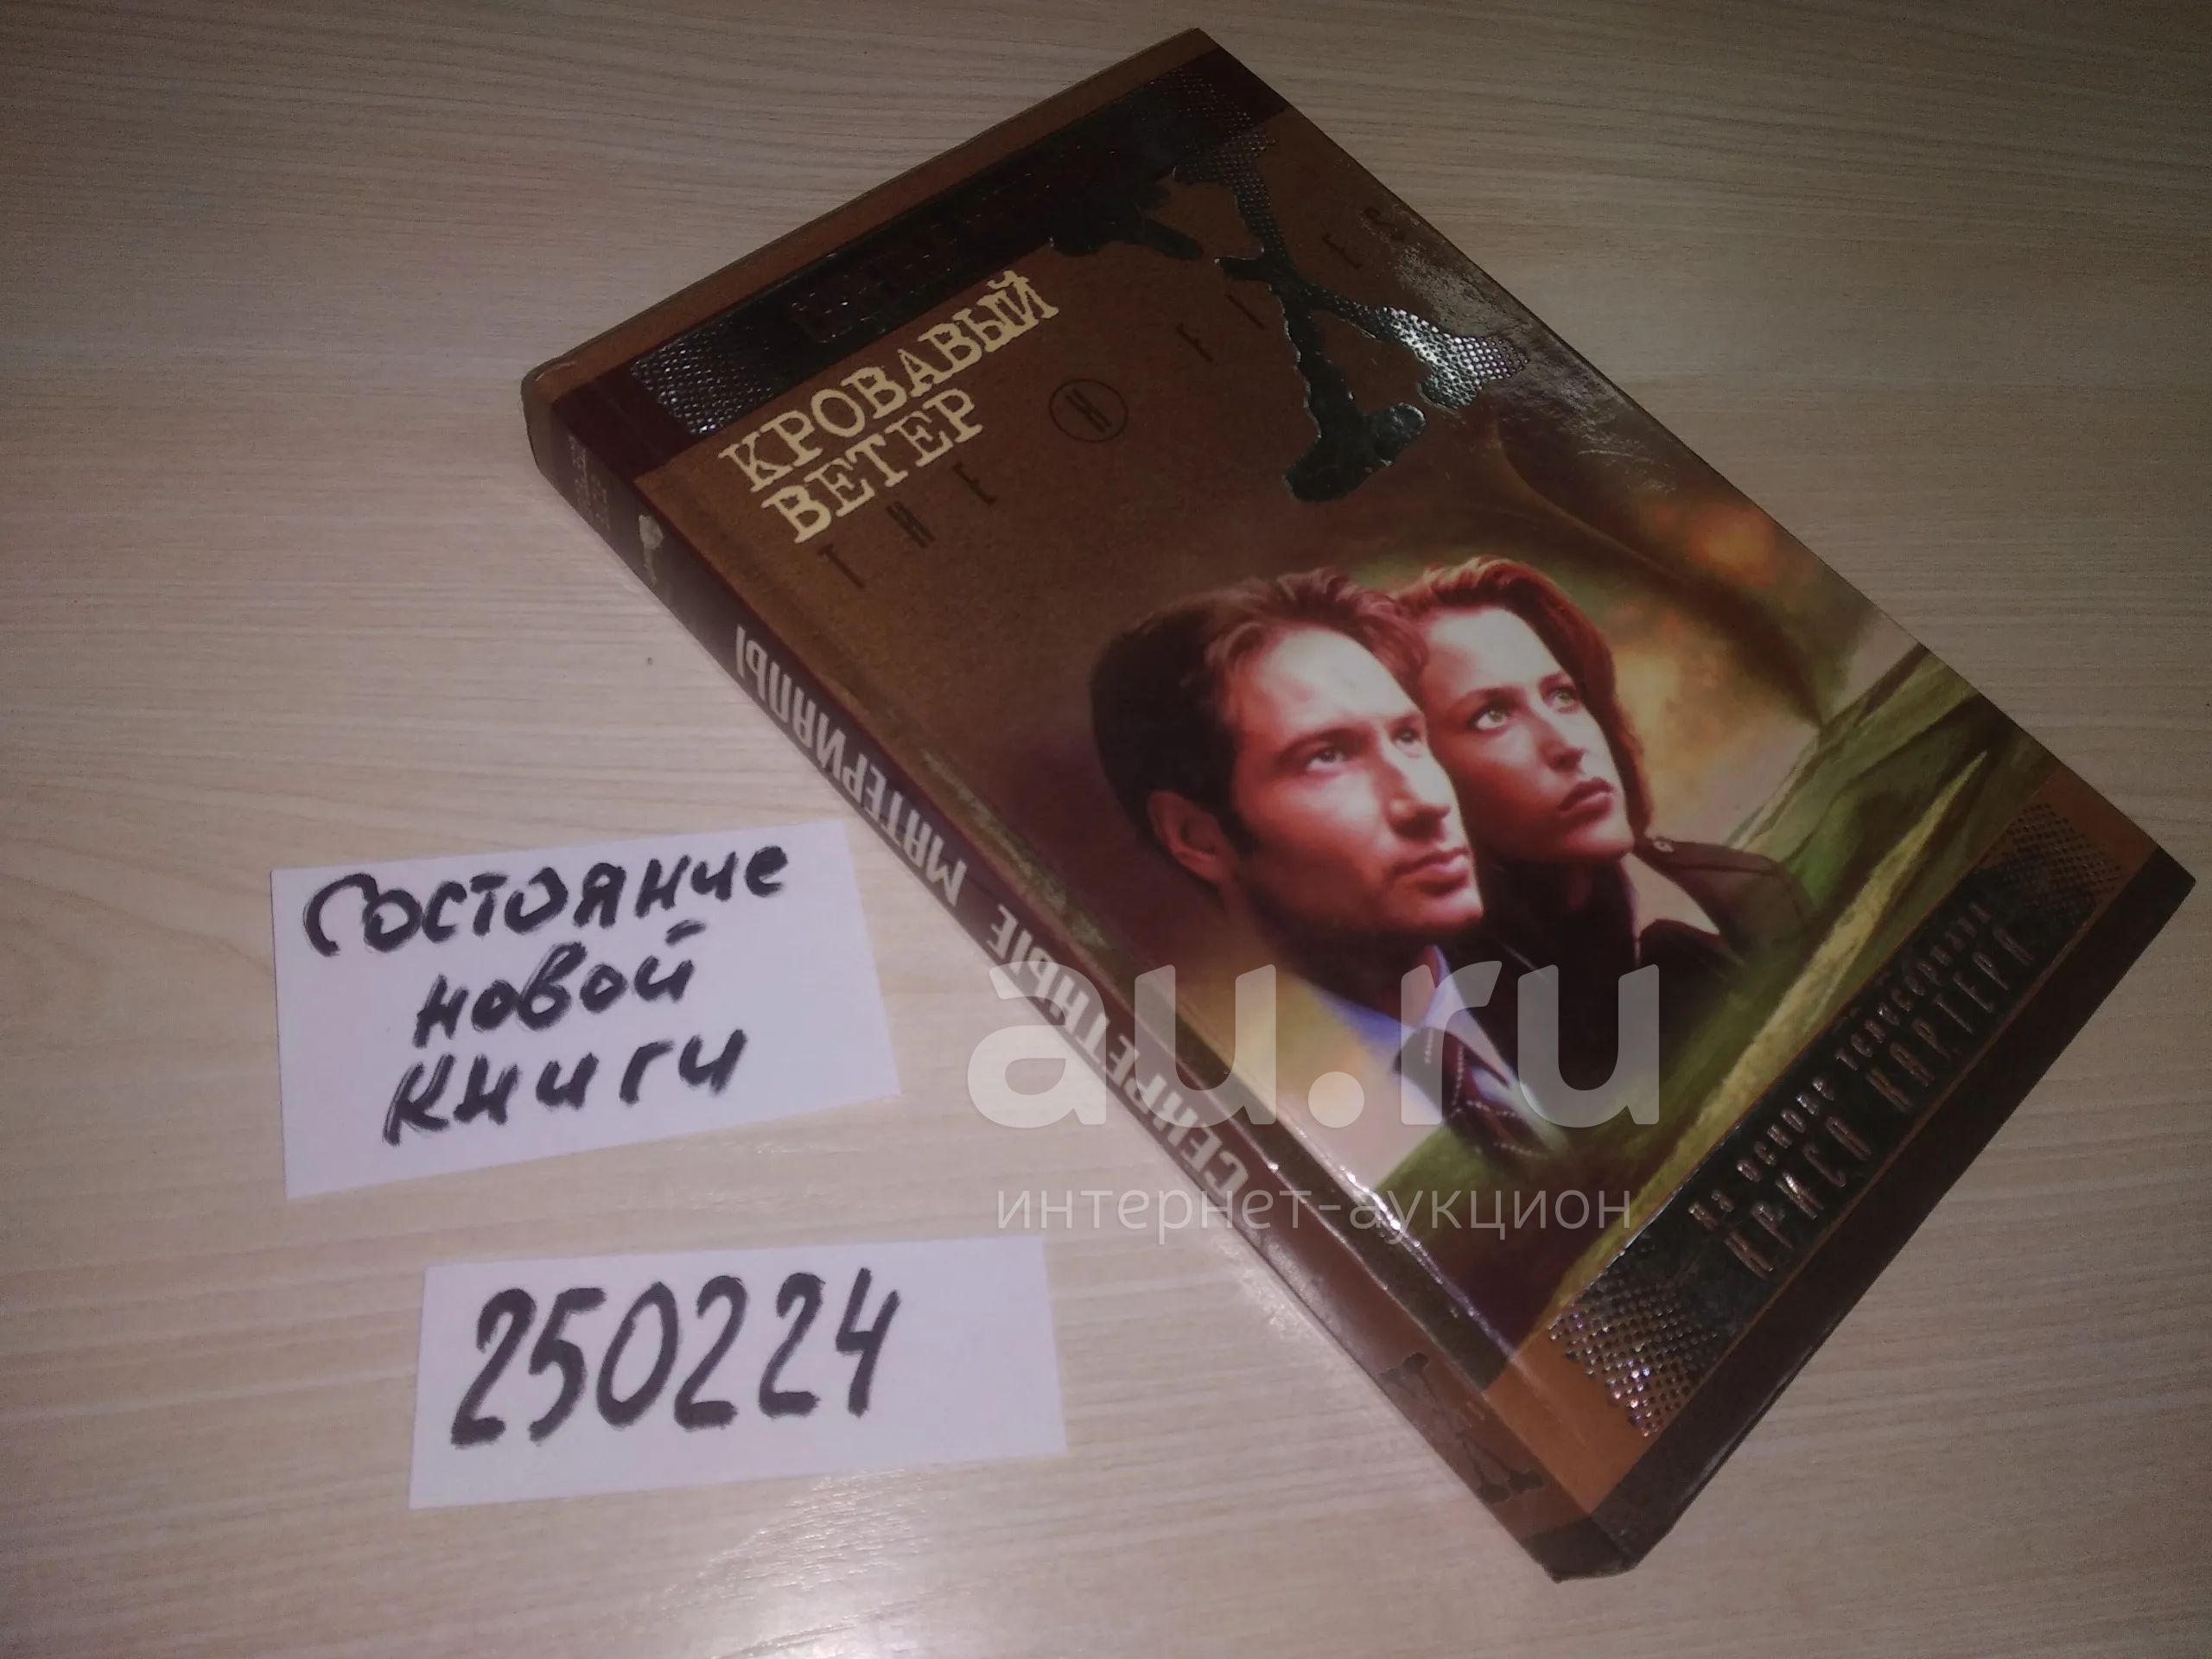 КРОВАВЫЙ
ВЕТЕР
THE X FILES
СЕКРЕТНЫЕ МАТЕРИАЛЫ
На основе телесериала
КРИСА КАРТЕРА
Состояние
новой
книги
250224
au.ru
интернет-аукцион